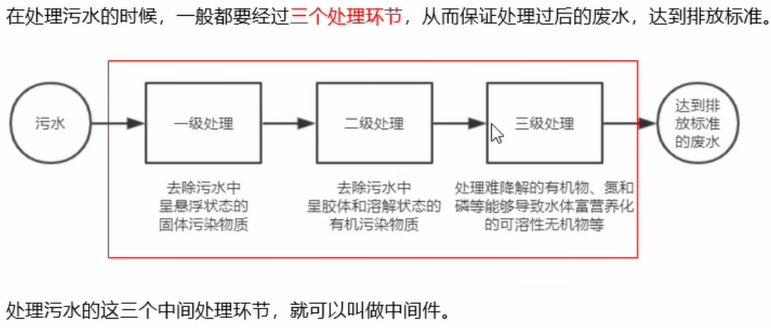 在处理污水的时候，一般都要经过三个处理环节，从而保证处理过后的废水，达到排放标准。
污水
一级处理
二级处理
三级处理
达到排
放标准
的废水
去除污水中
呈悬浮状态的
固体污染物质
去除污水中
呈胶体和溶解状态的
有机污染物质
处理难降解的有机物、氮和
磷等能够导致水体富营养化
的可溶性无机物等
处理污水的这三个中间处理环节，就可以叫做中间件。